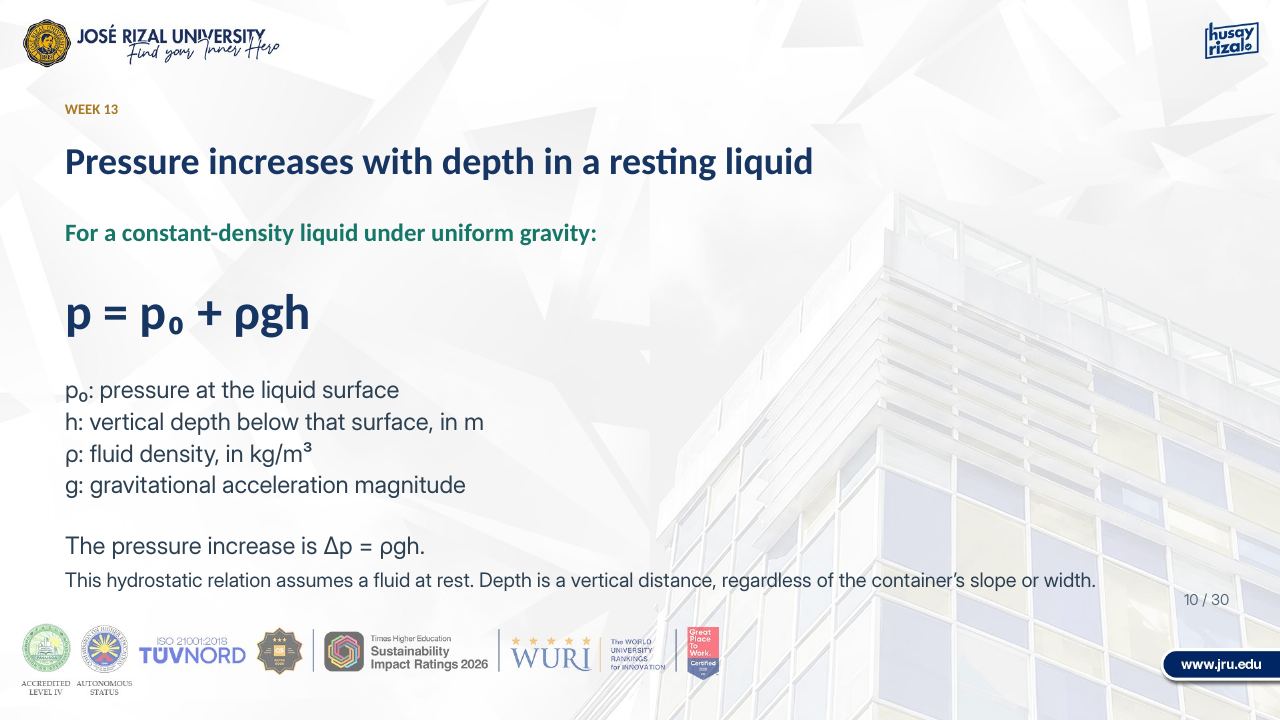 JOSÉ RIZAL UNIVERSITY
Find your Inner Hero
husay
rizal
WEEK 13
Pressure increases with depth in a resting liquid
For a constant-density liquid under uniform gravity:
p = p₀ + ρgh
p₀: pressure at the liquid surface
h: vertical depth below that surface, in m
ρ: fluid density, in kg/m³
g: gravitational acceleration magnitude
The pressure increase is Δp = ρgh.
This hydrostatic relation assumes a fluid at rest. Depth is a vertical distance, regardless of the container’s slope or width.
10 / 30
ACCREDITED
LEVEL IV
AUTONOMOUS
STATUS
ISO 21001:2018
TÜVNORD
Times Higher Education
Sustainability
Impact Ratings 2026
WURI
The WORLD
UNIVERSITY
RANKINGS
for INNOVATION
Great
Place
To
Work.
Certified
www.jru.edu